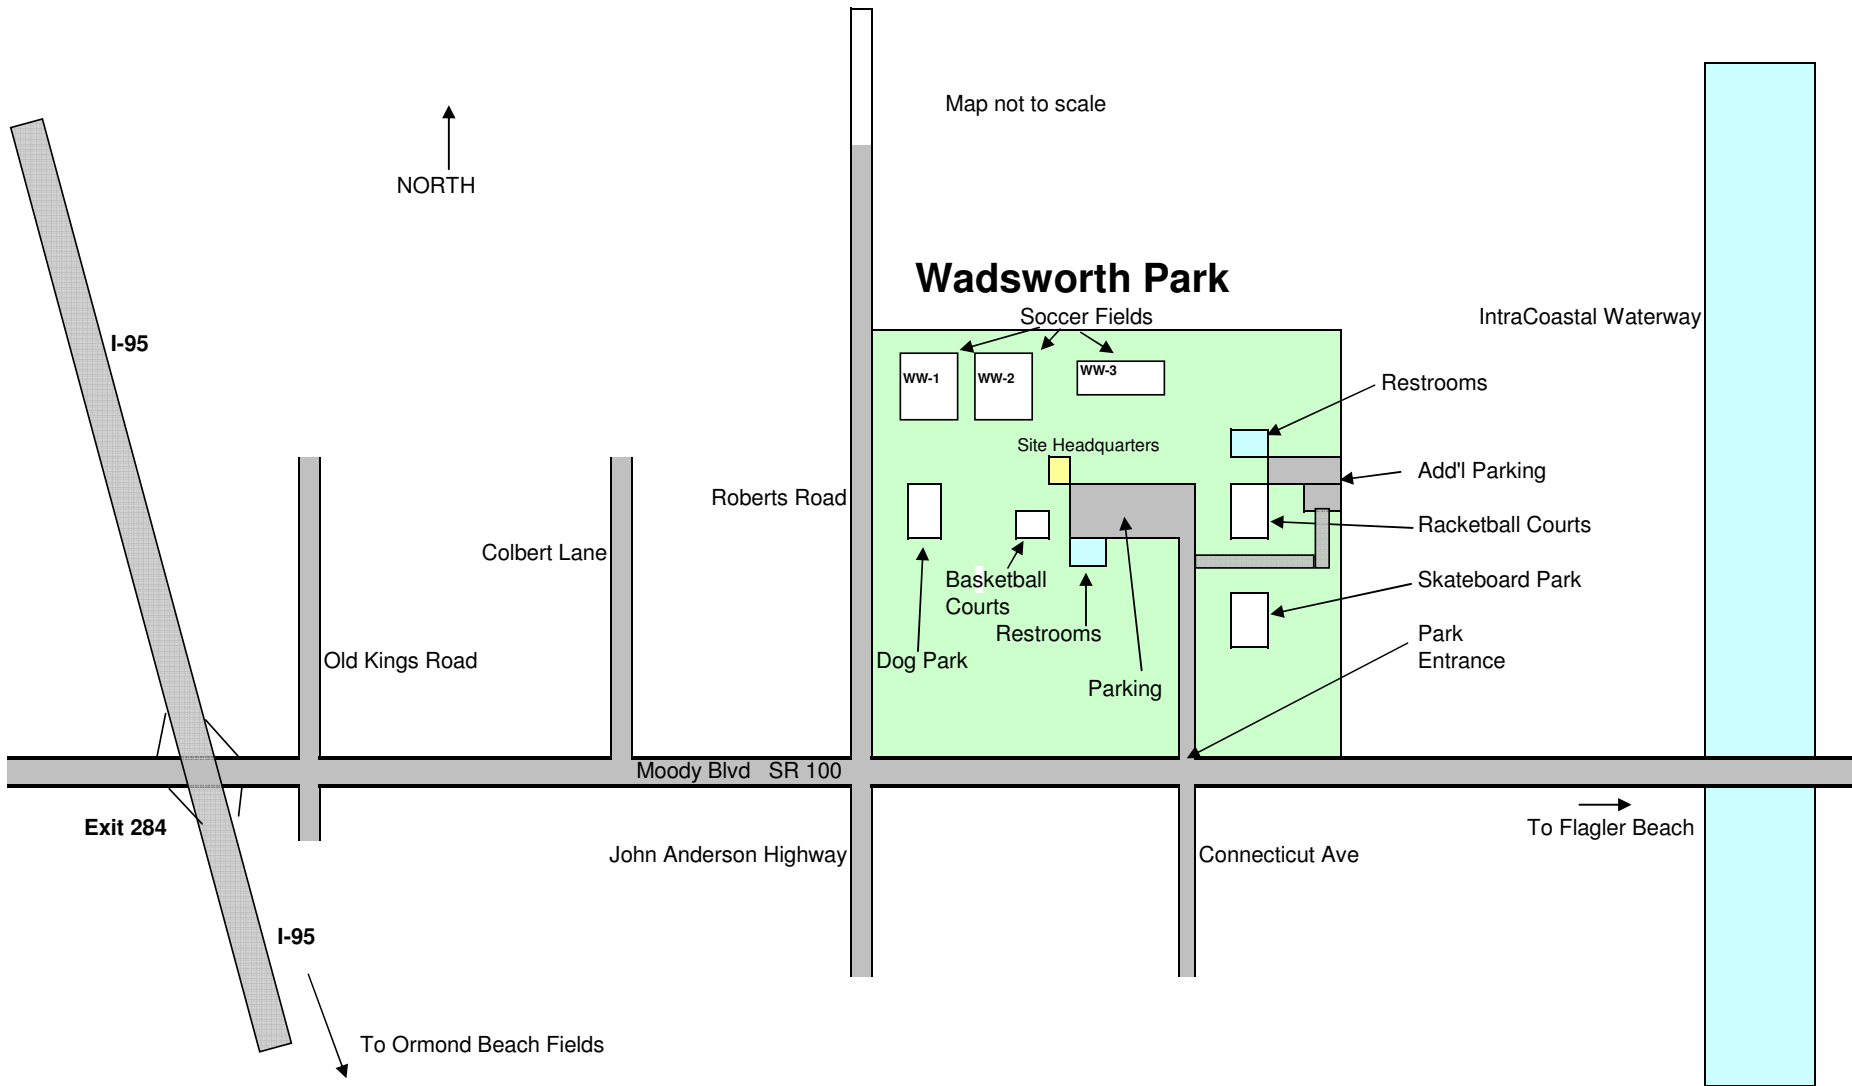 Map not to scale
NORTH
Wadsworth Park
Soccer Fields
IntraCoastal Waterway
I-95
WW-1
WW-2
WW-3
Restrooms
Site Headquarters
Add'l Parking
Roberts Road
Racketball Courts
Colbert Lane
Basketball
Courts
Skateboard Park
Restrooms
Park
Entrance
Old Kings Road
Dog Park
Parking
Moody Blvd SR 100
Exit 284
To Flagler Beach
John Anderson Highway
Connecticut Ave
I-95
To Ormond Beach Fields